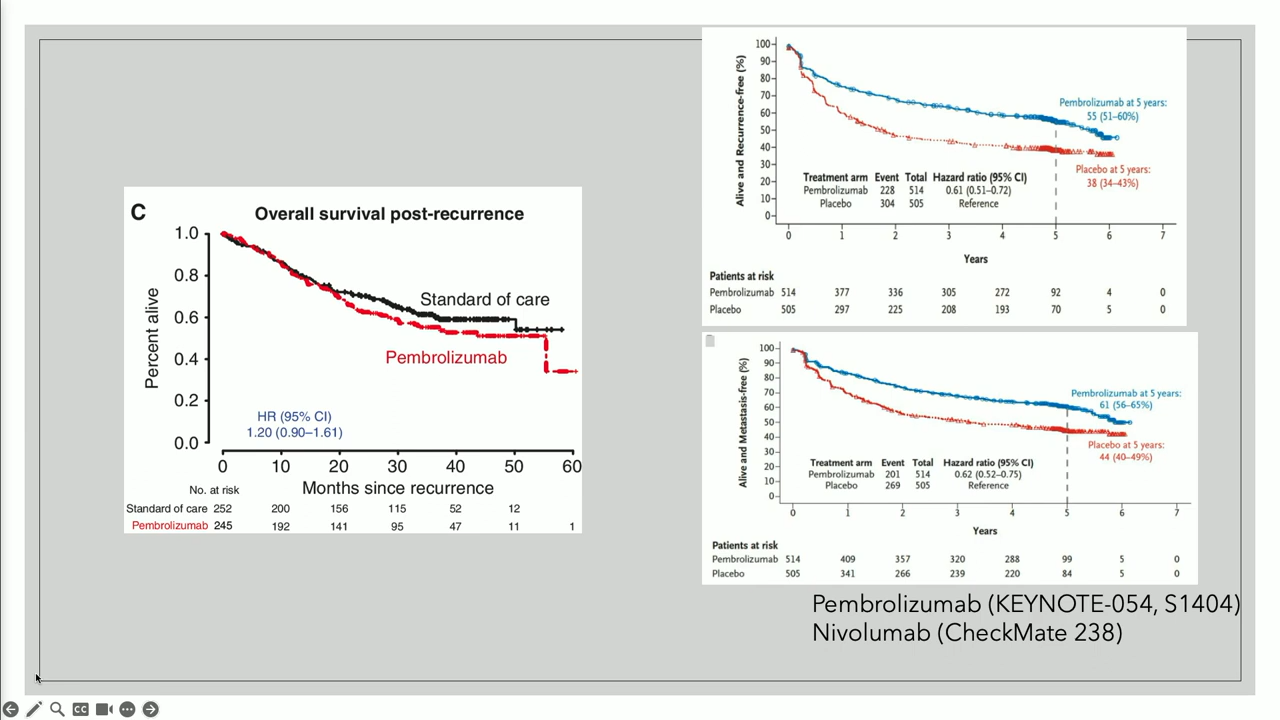 C
Overall survival post-recurrence
Percent alive
1.0
0.8
0.6
0.4
0.2
0.0
Standard of care
Pembrolizumab
HR (95% CI)
1.20 (0.90–1.61)
0 10 20 30 40 50 60
Months since recurrence
No. at risk
Standard of care 252 200 156 115 52 12
Pembrolizumab 245 192 141 95 47 11 1
Alive and Recurrence-free (%)
100
90
80
70
60
50
40
30
20
10
0
Pembrolizumab at 5 years:
55 (51–60%)
Placebo at 5 years:
38 (34–43%)
Treatment arm Event Total Hazard ratio (95% CI)
Pembrolizumab 228 514 0.61 (0.51–0.72)
Placebo 304 505 Reference
0 1 2 3 4 5 6 7
Years
Patients at risk
Pembrolizumab 514 377 336 305 272 92 4 0
Placebo 505 297 225 208 193 70 5 0
Alive and Metastasis-free (%)
100
90
80
70
60
50
40
30
20
10
0
Pembrolizumab at 5 years:
61 (56–65%)
Placebo at 5 years:
44 (40–49%)
Treatment arm Event Total Hazard ratio (95% CI)
Pembrolizumab 201 514 0.62 (0.52–0.75)
Placebo 269 505 Reference
0 1 2 3 4 5 6 7
Years
Patients at risk
Pembrolizumab 514 409 357 320 288 99 5 0
Placebo 505 341 266 239 220 84 5 0
Pembrolizumab (KEYNOTE-054, S1404)
Nivolumab (CheckMate 238)
CC